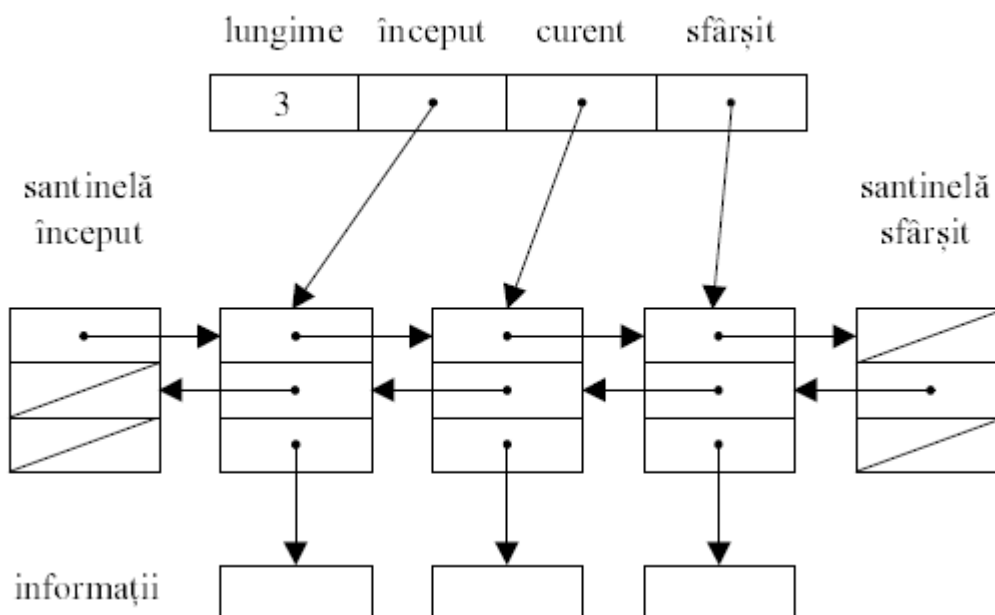 lungime început curent sfârșit
3
santinelă
început
santinelă
sfârșit
informații